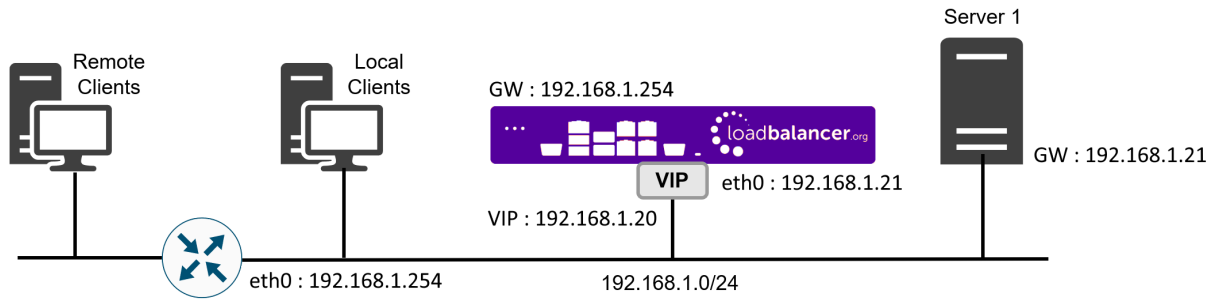 Remote
Clients
Local
Clients
GW : 192.168.1.254
loadbalancer.org
Server 1
GW : 192.168.1.21
VIP
eth0 : 192.168.1.21
VIP : 192.168.1.20
eth0 : 192.168.1.254
192.168.1.0/24